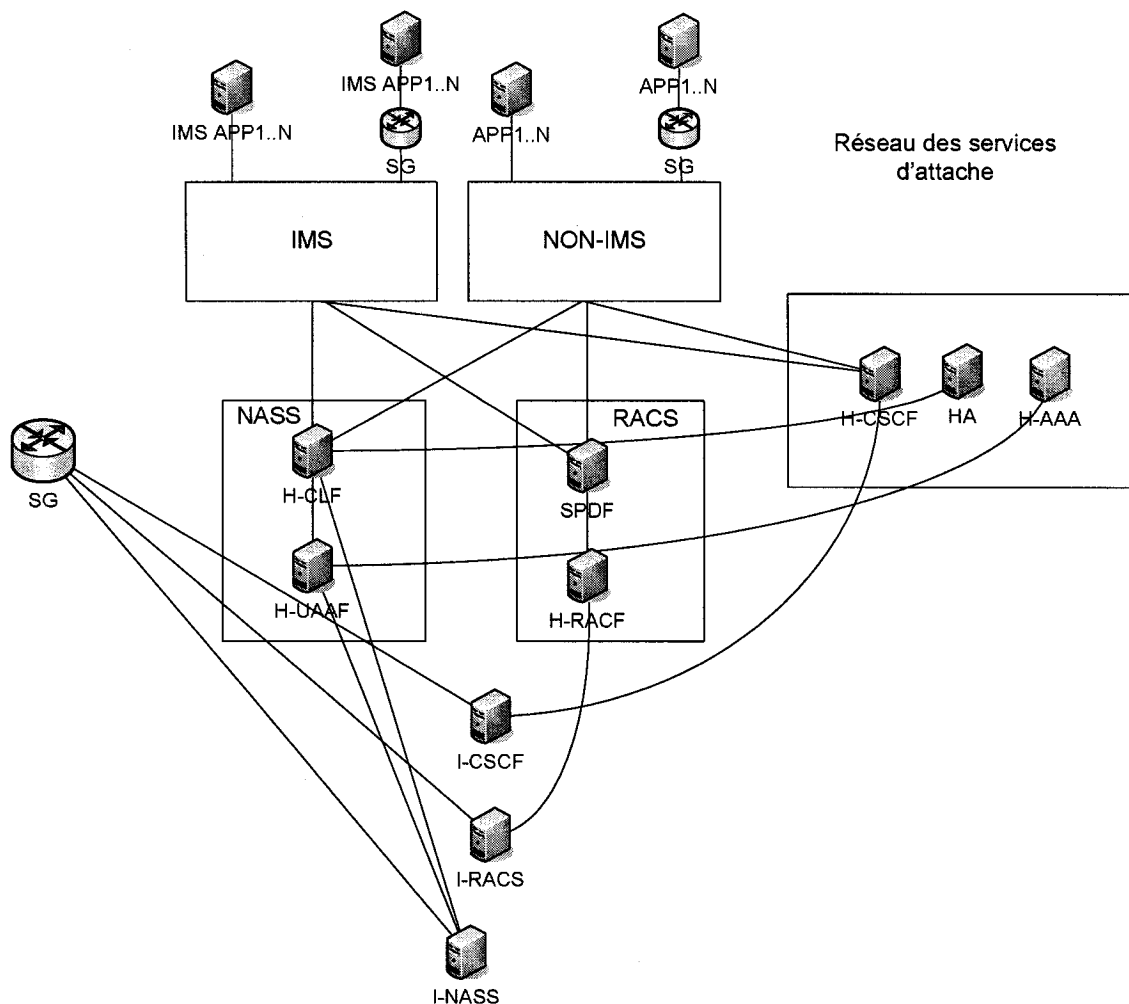 IMS APP1..N
APP1..N
IMS APP1..N
APP1..N
SG
SG
Réseau des services
d'attache
IMS
NON-IMS
NASS
RACS
H-CSCF
HA
H-AAA
SG
H-CLF
SPDF
H-UAAF
H-RACF
I-CSCF
I-RACS
I-NASS